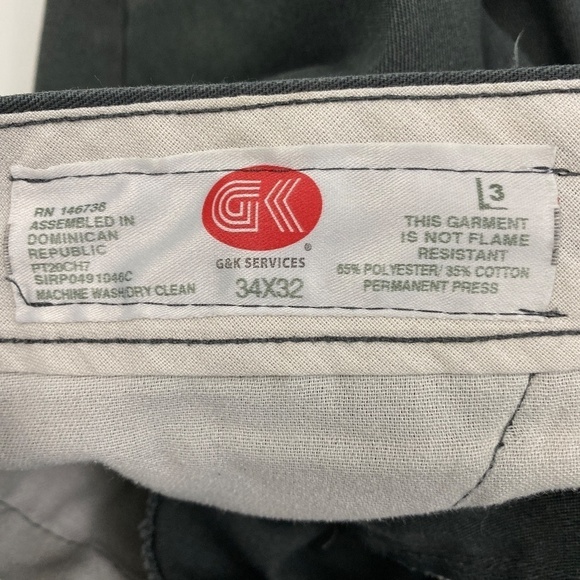 RN 146738
ASSEMBLED IN
DOMINICAN
REPUBLIC
PT20CH7
SIRP0491046C
MACHINE WASH/DRY CLEAN
GK
®
G&K SERVICES
34X32
L3
THIS GARMENT
IS NOT FLAME
RESISTANT
65% POLYESTER/ 35% COTTON
PERMANENT PRESS